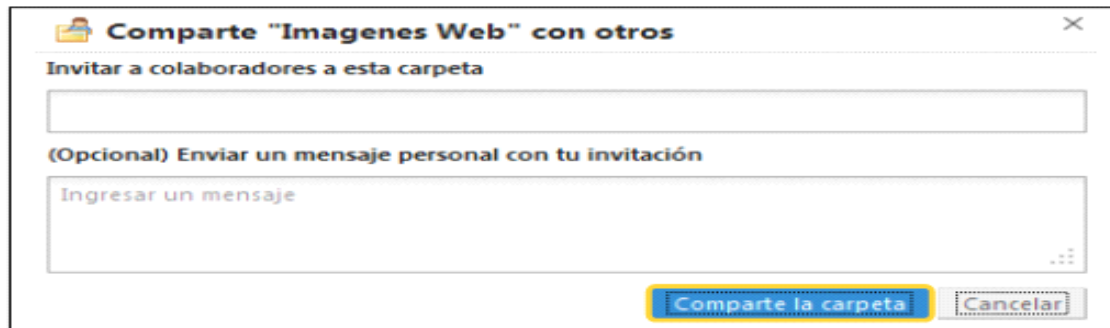 Comparte "Imagenes Web" con otros
Invitar a colaboradores a esta carpeta
(Opcional) Enviar un mensaje personal con tu invitación
Ingresar un mensaje
Comparte la carpeta Cancelar